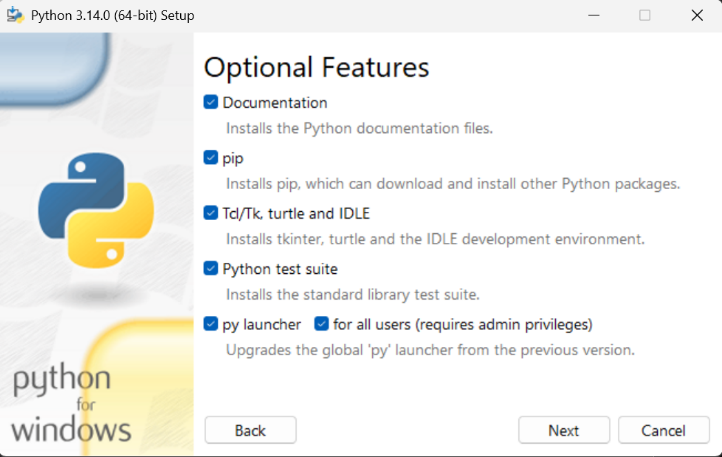 Python 3.14.0 (64-bit) Setup
Optional Features
Documentation
Installs the Python documentation files.
pip
Installs pip, which can download and install other Python packages.
Tcl/Tk, turtle and IDLE
Installs tkinter, turtle and the IDLE development environment.
Python test suite
Installs the standard library test suite.
py launcher for all users (requires admin privileges)
Upgrades the global 'py' launcher from the previous version.
python
for
windows
Back Next Cancel